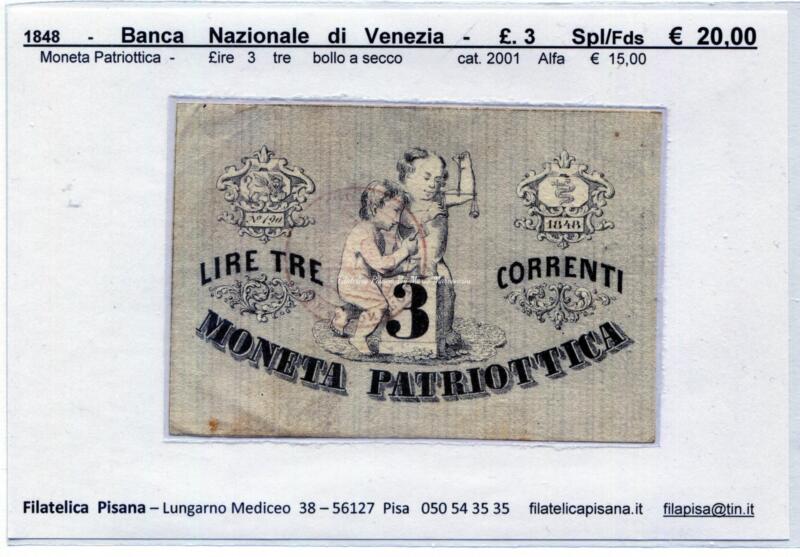 1848 - Banca Nazionale di Venezia - £. 3 Spl/Fds € 20,00
Moneta Patriottica - £ire 3 tre bollo a secco cat. 2001 Alfa € 15,00
1848
LIRE TRE CORRENTI
3
MONETA PATRIOTTICA
Filatelica Pisana – Lungarno Mediceo 38 – 56127 Pisa 050 54 35 35 filatelicapisana.it filapisa@tin.it